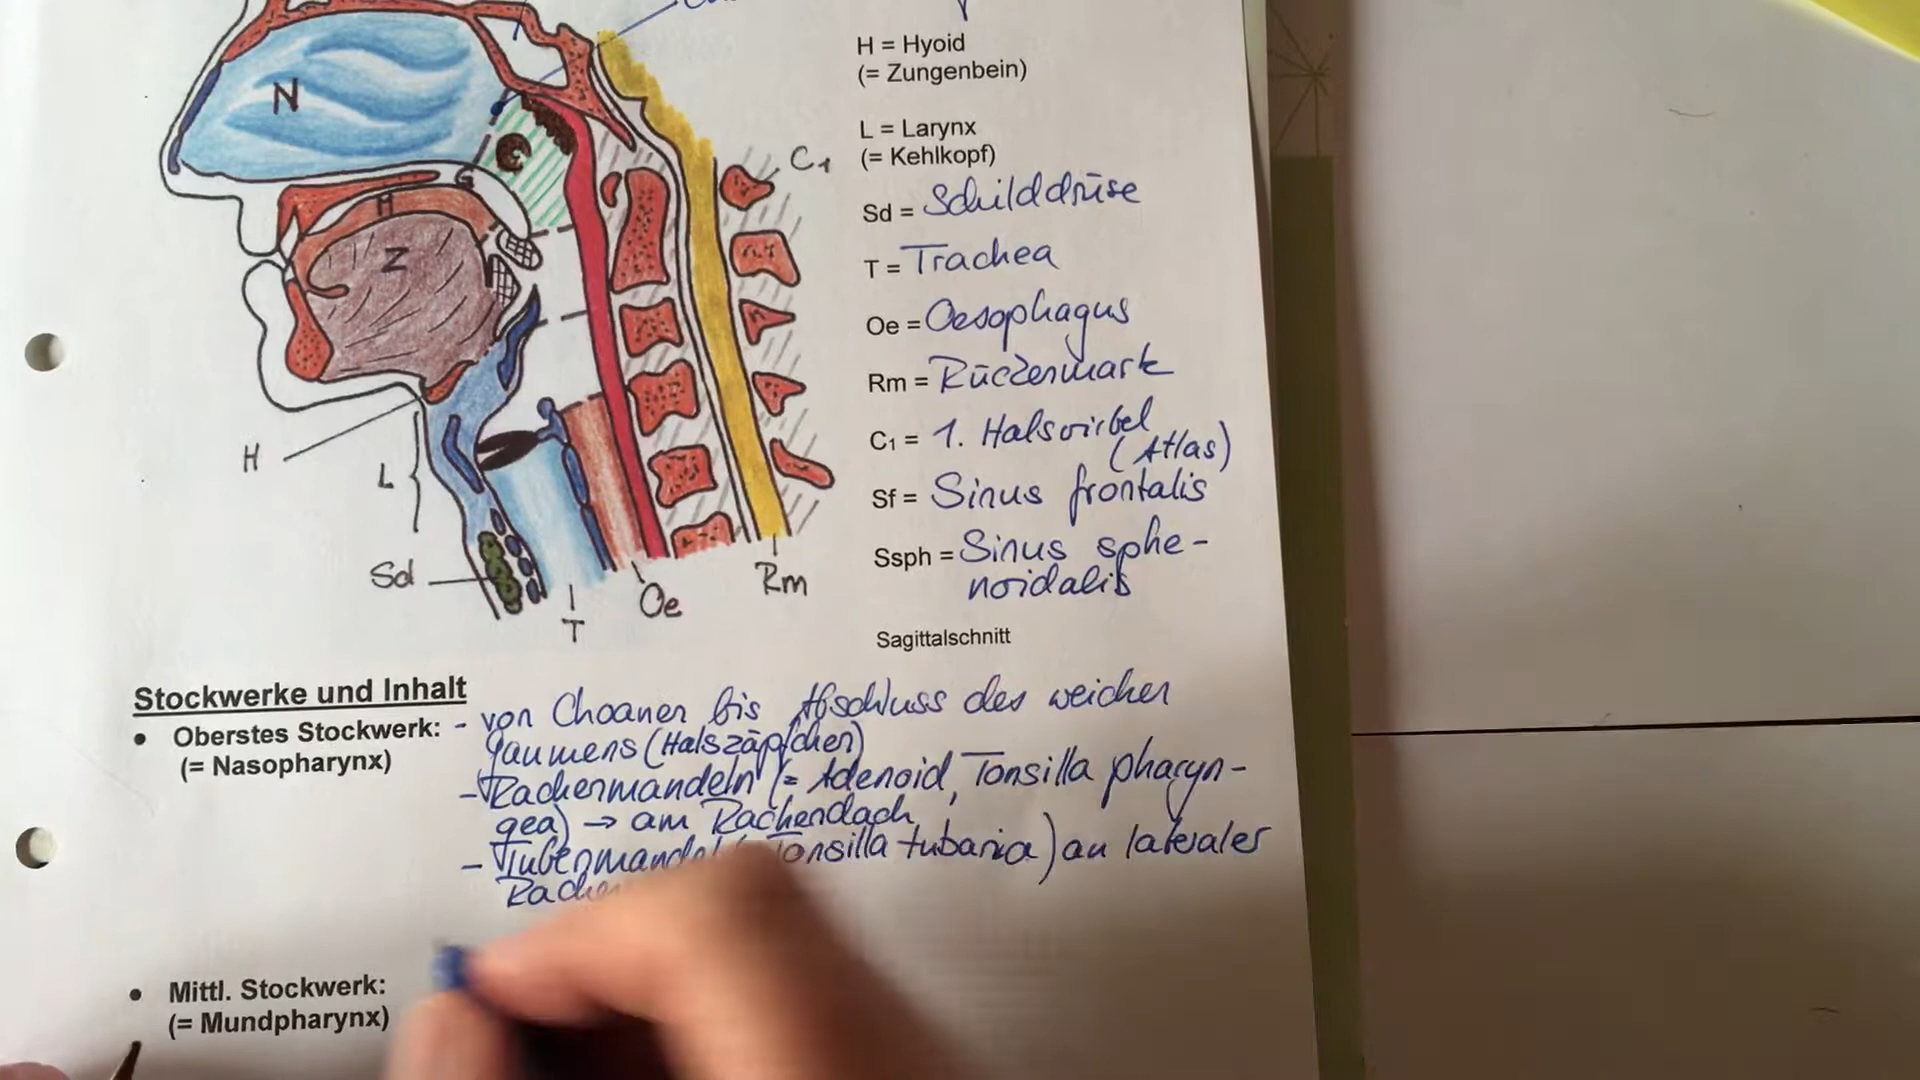 H = Hyoid
(= Zungenbein)
L = Larynx
(= Kehlkopf)
Sd = Schilddrüse
T = Trachea
Oe = Oesophagus
Rm = Rückenmark
C₁ = 1. Halswirbel
(Atlas)
Sf = Sinus frontalis
Ssph = Sinus sphe-
noidalis
Sagittalschnitt
N
C₁
Z
H
L
Sd
T
Oe
Rm
Stockwerke und Inhalt
• Oberstes Stockwerk: - von Choanen bis Abschluss des weichen
(= Nasopharynx)
Gaumens (Halszäpfchen)
- Rachenmandeln (= Adenoid, Tonsilla pharyn-
gea) → am Rachendach
- Tubenmandel Tonsilla tubaria) an lateraler
• Mittl. Stockwerk:
(= Mundpharynx)